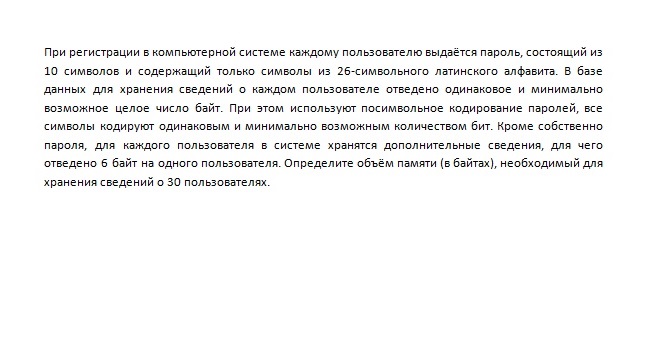 При регистрации в компьютерной системе каждому пользователю выдаётся пароль, состоящий из
10 символов и содержащий только символы из 26-символьного латинского алфавита. В базе
данных для хранения сведений о каждом пользователе отведено одинаковое и минимально
возможное целое число байт. При этом используют посимвольное кодирование паролей, все
символы кодируют одинаковым и минимально возможным количеством бит. Кроме собственно
пароля, для каждого пользователя в системе хранятся дополнительные сведения, для чего
отведено 6 байт на одного пользователя. Определите объём памяти (в байтах), необходимый для
хранения сведений о 30 пользователях.